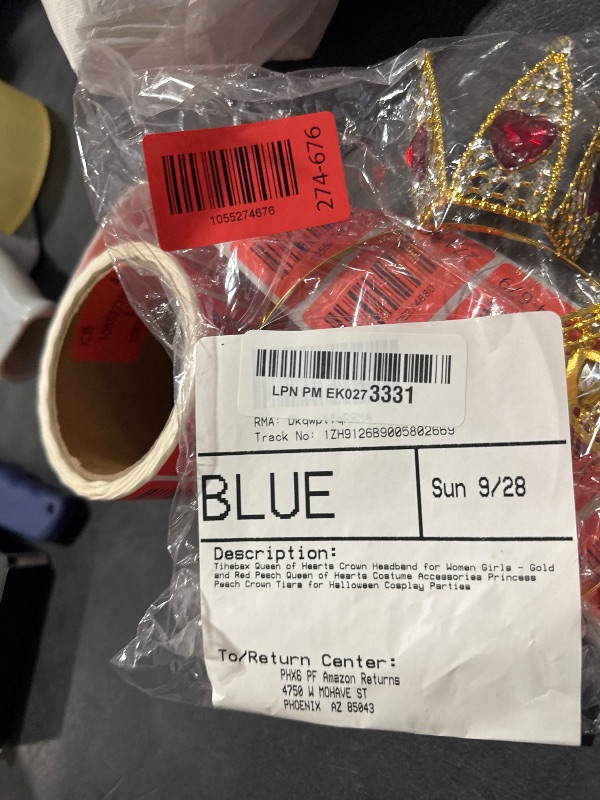 274-676
1055274676
LPN PM EK0273331
RMA:
Track No: 1ZH9126B9005802669
BLUE
Sun 9/28
Description:
Tihebax Queen of Hearts Crown Headband for Women Girls - Gold
and Red Peach Queen of Hearts Costume Accessories Princess
Peach Crown Tiara for Halloween Cosplay Parties
To/Return Center:
PHX6 PF Amazon Returns
4750 W MOHAVE ST
PHOENIX AZ 85043